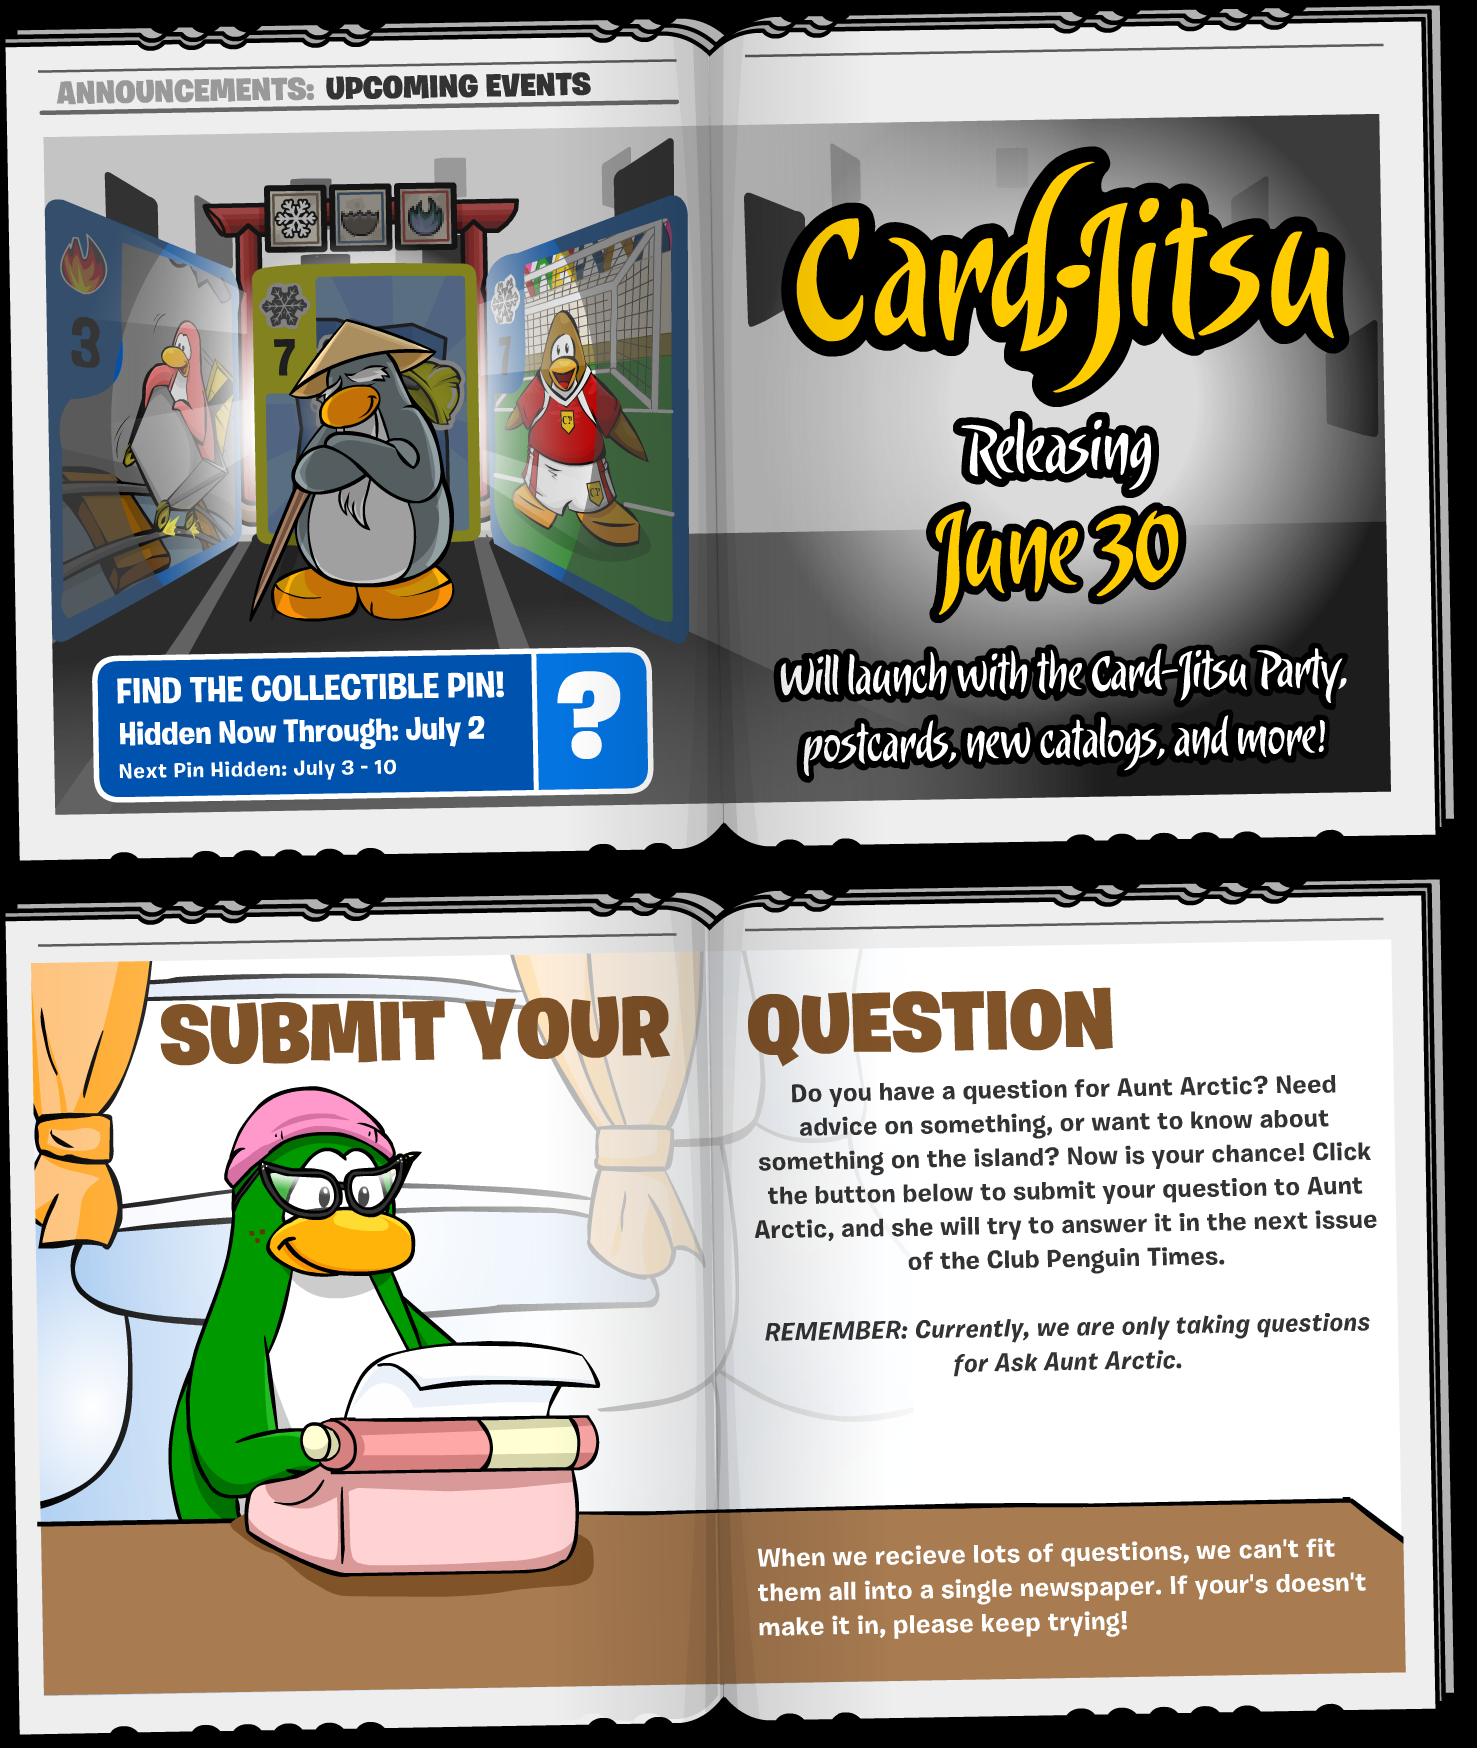 ANNOUNCEMENTS: UPCOMING EVENTS
3
7
7
CP
CP
FIND THE COLLECTIBLE PIN!
Hidden Now Through: July 2
Next Pin Hidden: July 3 - 10
?
Card-Jitsu
Releasing
June 30
Will launch with the Card-Jitsu Party,
postcards, new catalogs, and more!
SUBMIT YOUR QUESTION
Do you have a question for Aunt Arctic? Need
advice on something, or want to know about
something on the island? Now is your chance! Click
the button below to submit your question to Aunt
Arctic, and she will try to answer it in the next issue
of the Club Penguin Times.
REMEMBER: Currently, we are only taking questions
for Ask Aunt Arctic.
When we recieve lots of questions, we can't fit
them all into a single newspaper. If your's doesn't
make it in, please keep trying!